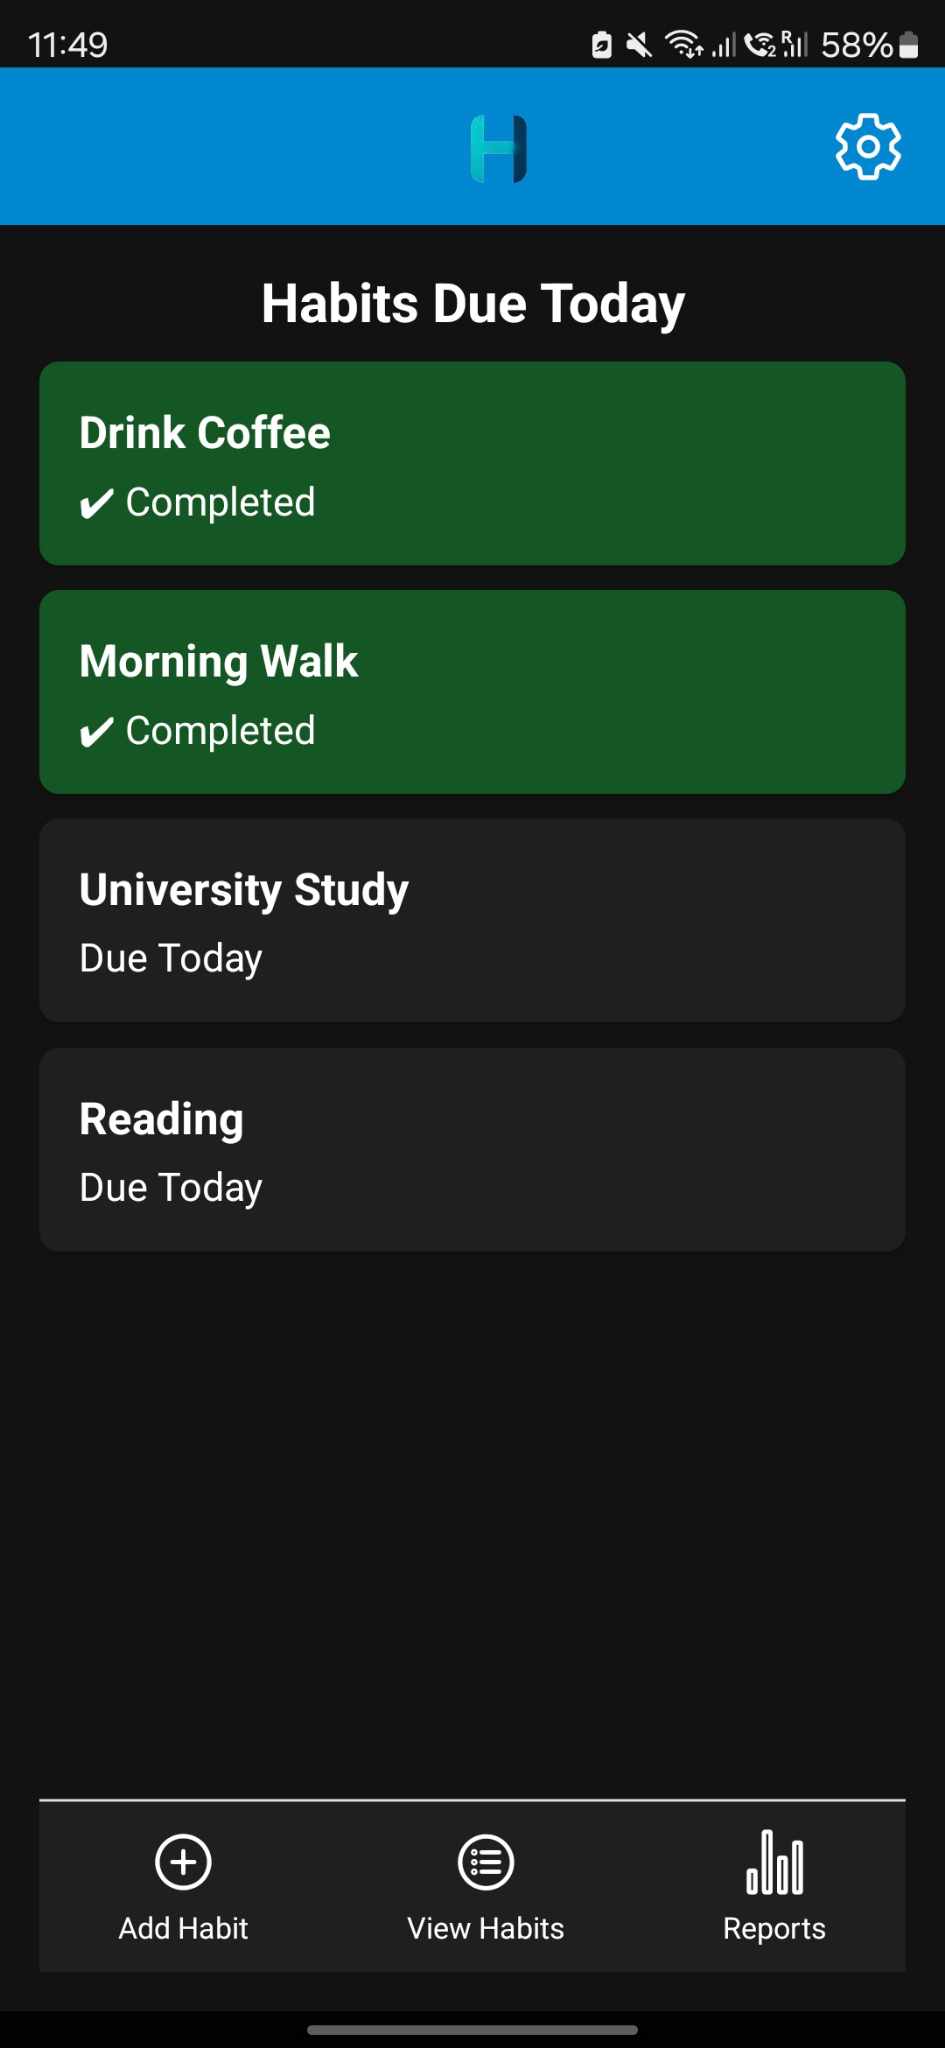 11:49
2 R 58%
H
Habits Due Today
Drink Coffee
✔ Completed
Morning Walk
✔ Completed
University Study
Due Today
Reading
Due Today
Add Habit
View Habits
Reports